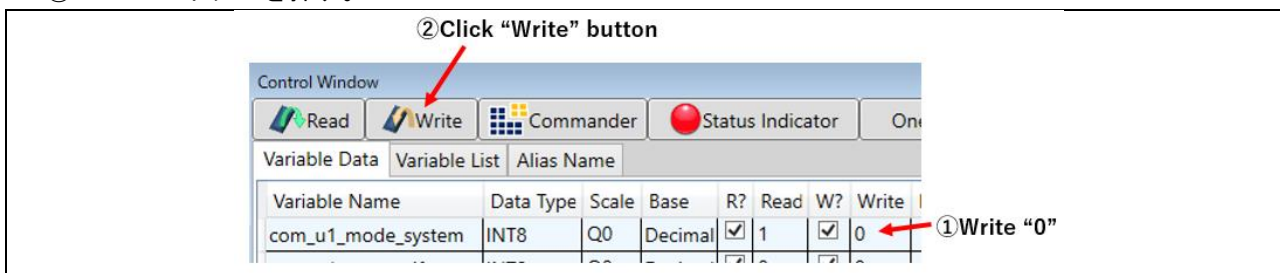 ②Click “Write” button
Control Window
Read Write Commander Status Indicator
Variable Data Variable List Alias Name
Variable Name Data Type Scale Base R? Read W? Write
com_u1_mode_system INT8 Q0 Decimal 1 0
①Write “0”